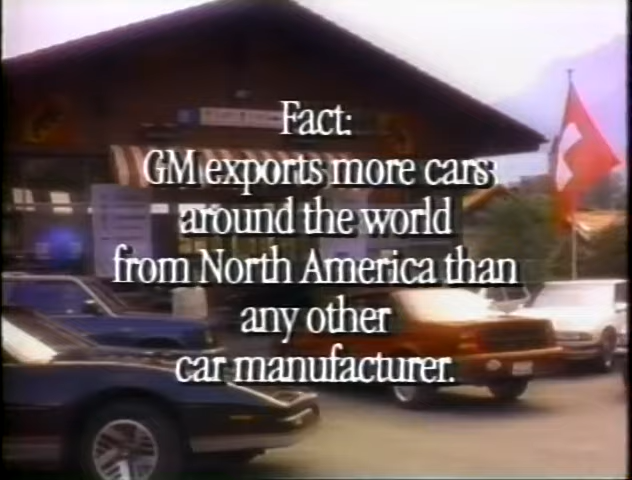 Fact:
GM exports more cars
around the world
from North America than
any other
car manufacturer.